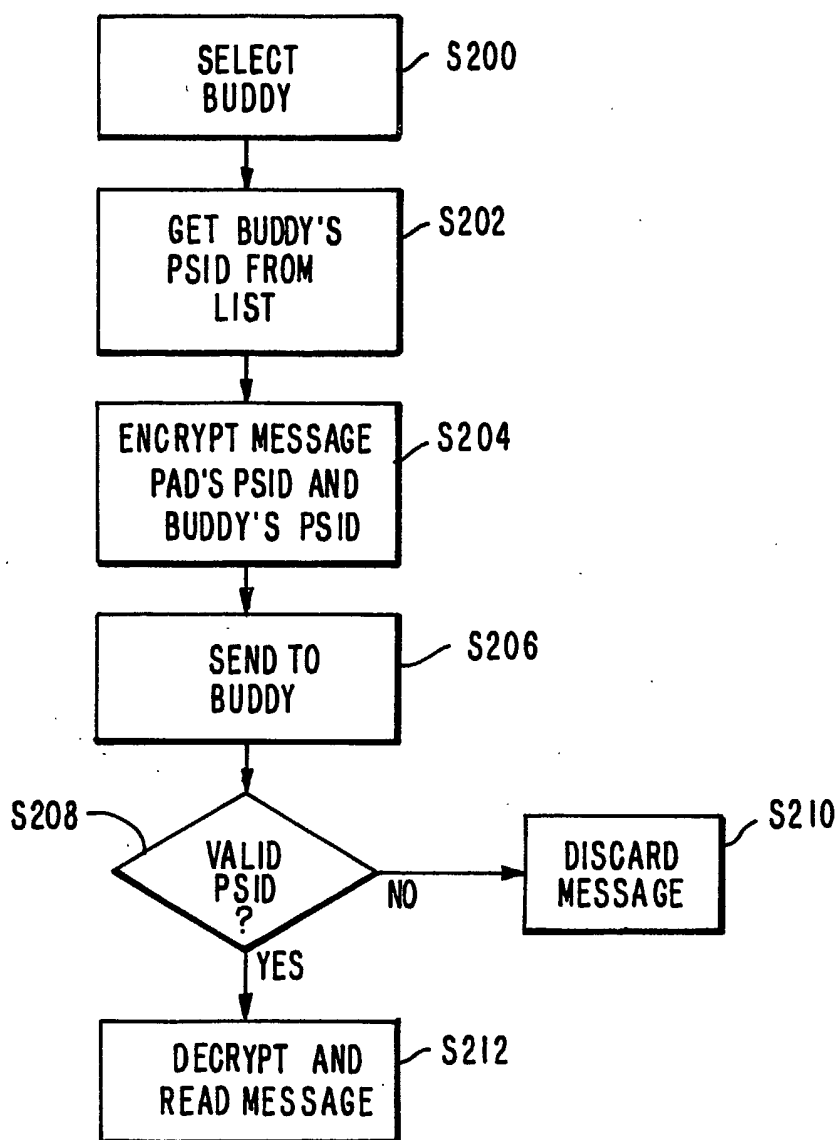 SELECT
BUDDY
S200
GET BUDDY'S
PSID FROM
LIST
S202
ENCRYPT MESSAGE
PAD'S PSID AND
BUDDY'S PSID
S204
SEND TO
BUDDY
S206
S208
VALID
PSID
?
NO
YES
DISCARD
MESSAGE
S210
DECRYPT AND
READ MESSAGE
S212